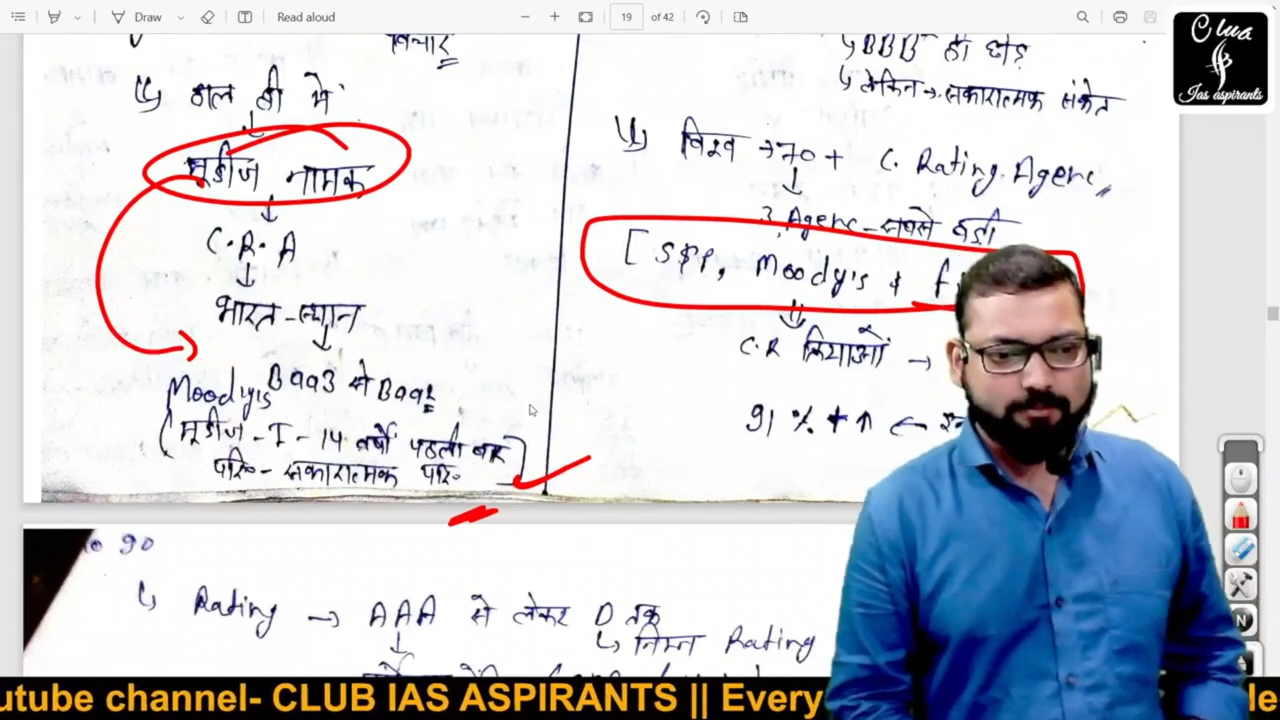 Draw
Read aloud
19 of 42
Club
Ias aspirants
विचार
हाल ही में
मूडीज नामक
C.R.A
भारत - स्थान
Baa3 से Baa2
Moody's
मूडीज - I - 14 वर्षो पहली बार
परि॰ - सकारात्मक परि॰
BBB
लेकिन → सकारात्मक संकेत
विश्व → 70 + C. Rating. Agenc
3. Agenc - सबसे बड़ी
[ S&P, Moody's + f
C.R क्रियाओं →
91 % + ↑ ←
90
Rating → AAA से लेकर D तक
निम्न Rating
utube channel- CLUB IAS ASPIRANTS || Every
le
N